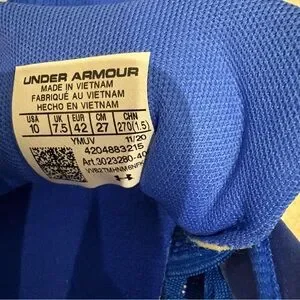 UNDER ARMOUR
MADE IN VIETNAM
FABRIQUÉ AU VIETNAM
HECHO EN VIETNAM
USA UK EUR CM CHN
10 7.5 42 27 270(1.5)
YMUV 11/20
4204883215
Art.3023280-40